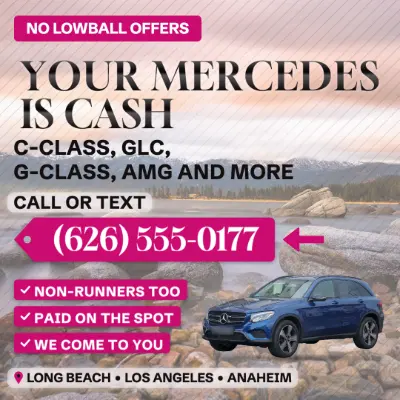 NO LOWBALL OFFERS
YOUR MERCEDES
IS CASH
C-CLASS, GLC,
G-CLASS, AMG AND MORE
CALL OR TEXT
(626) 555-0177
✓ NON-RUNNERS TOO
✓ PAID ON THE SPOT
✓ WE COME TO YOU
LONG BEACH • LOS ANGELES • ANAHEIM